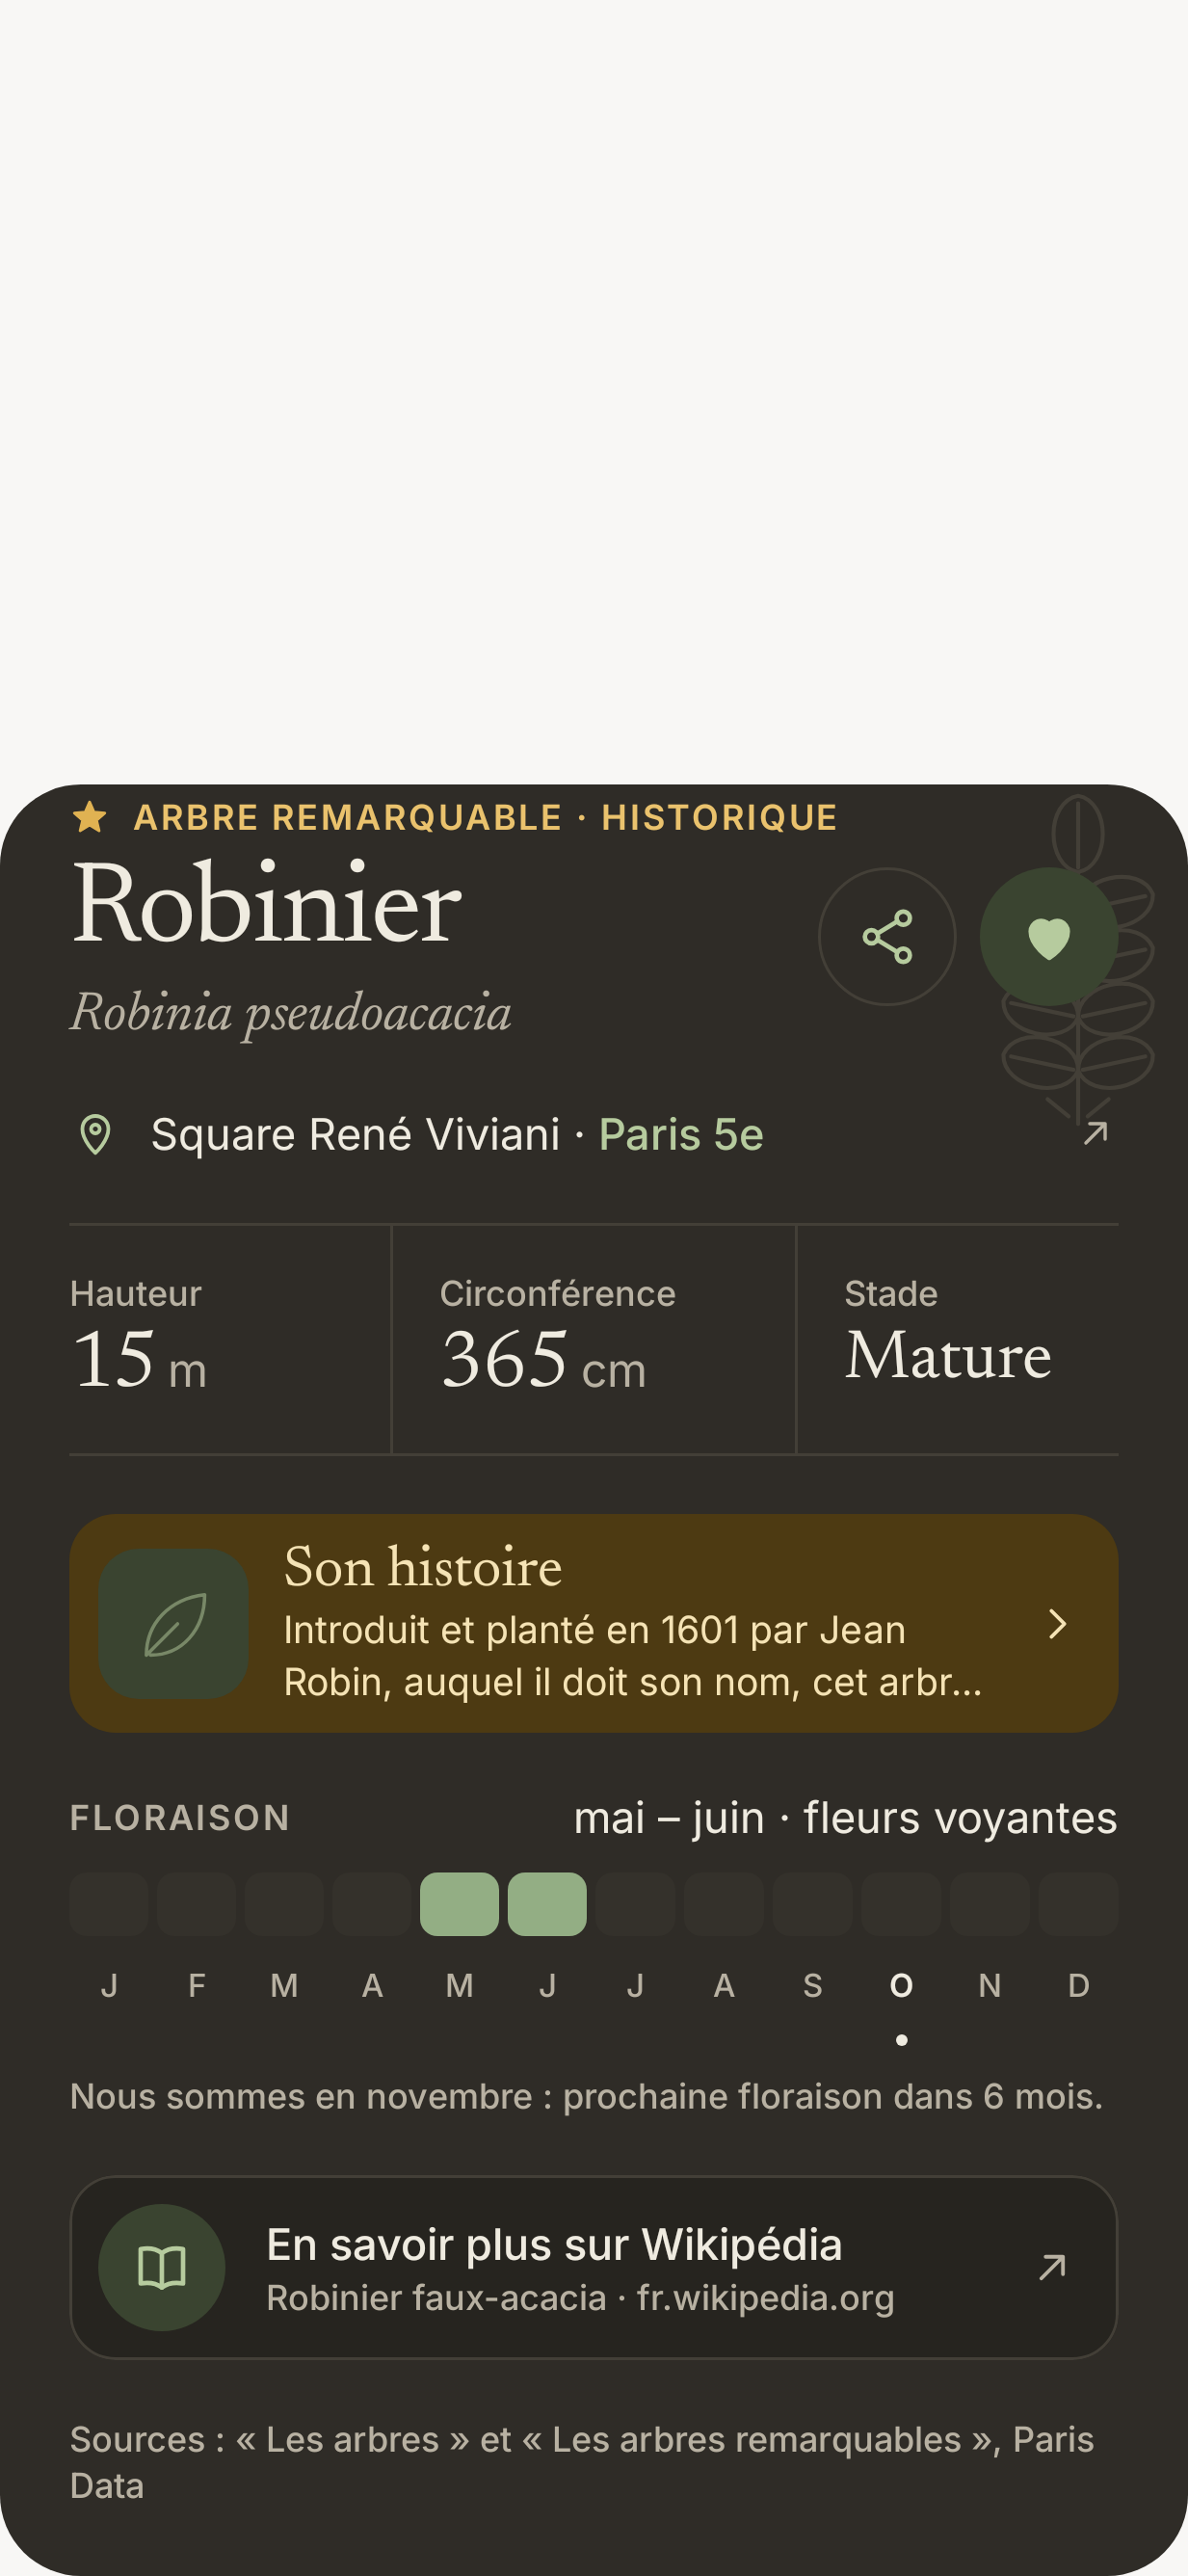 ARBRE REMARQUABLE · HISTORIQUE
Robinier
Robinia pseudoacacia
Square René Viviani · Paris 5e
Hauteur
15 m
Circonférence
365 cm
Stade
Mature
Son histoire
Introduit et planté en 1601 par Jean
Robin, auquel il doit son nom, cet arbr...
FLORAISON
mai – juin · fleurs voyantes
J F M A M J J A S O N D
Nous sommes en novembre : prochaine floraison dans 6 mois.
En savoir plus sur Wikipédia
Robinier faux-acacia · fr.wikipedia.org
Sources : « Les arbres » et « Les arbres remarquables », Paris
Data